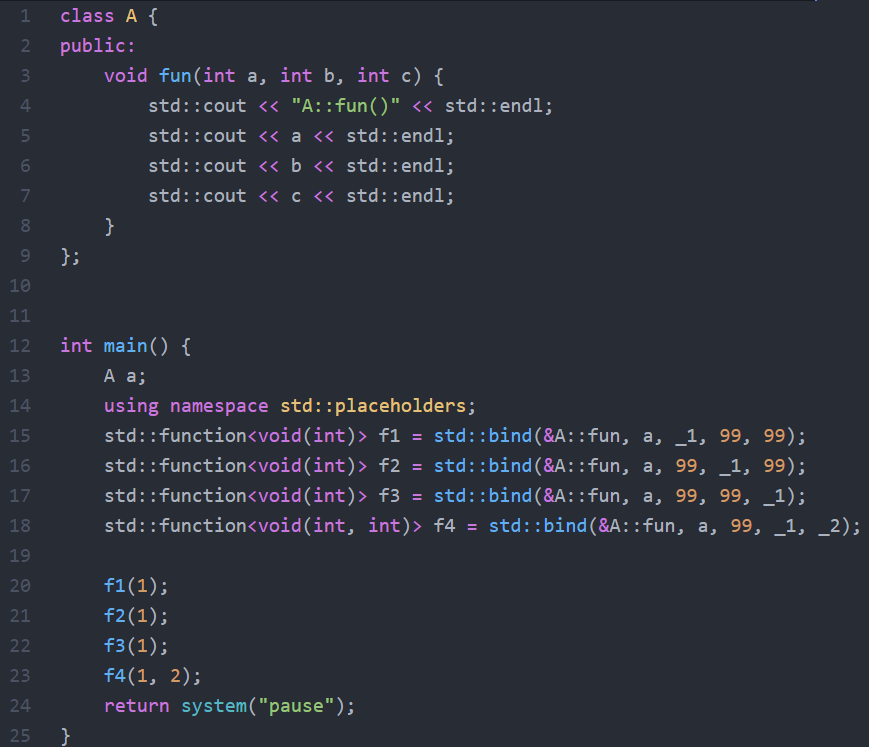 1 class A {
2 public:
3     void fun(int a, int b, int c) {
4         std::cout << "A::fun()" << std::endl;
5         std::cout << a << std::endl;
6         std::cout << b << std::endl;
7         std::cout << c << std::endl;
8     }
9 };
10
11
12 int main() {
13     A a;
14     using namespace std::placeholders;
15     std::function<void(int)> f1 = std::bind(&A::fun, a, _1, 99, 99);
16     std::function<void(int)> f2 = std::bind(&A::fun, a, 99, _1, 99);
17     std::function<void(int)> f3 = std::bind(&A::fun, a, 99, 99, _1);
18     std::function<void(int, int)> f4 = std::bind(&A::fun, a, 99, _1, _2);
19
20     f1(1);
21     f2(1);
22     f3(1);
23     f4(1, 2);
24     return system("pause");
25 }